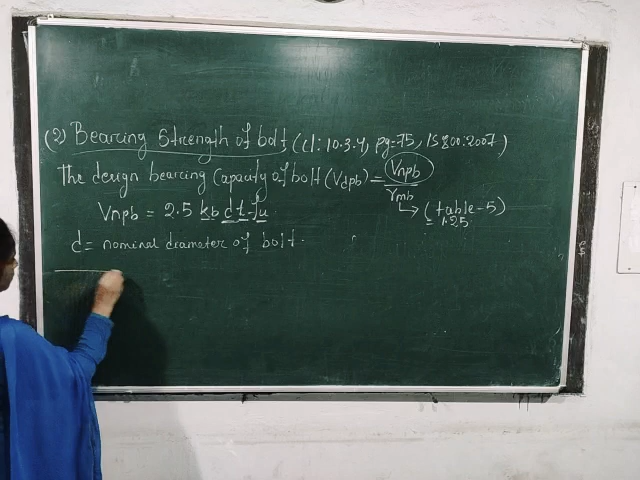 (2) Bearing Strength of bolt (cl: 10.3.4, pg-75, IS 800:2007)
The design bearing Capacity of bolt (Vdpb) = Vnpb / γmb
→ (table-5)
= 1.25
Vnpb = 2.5 kb d t fu
d = nominal diameter of bolt.